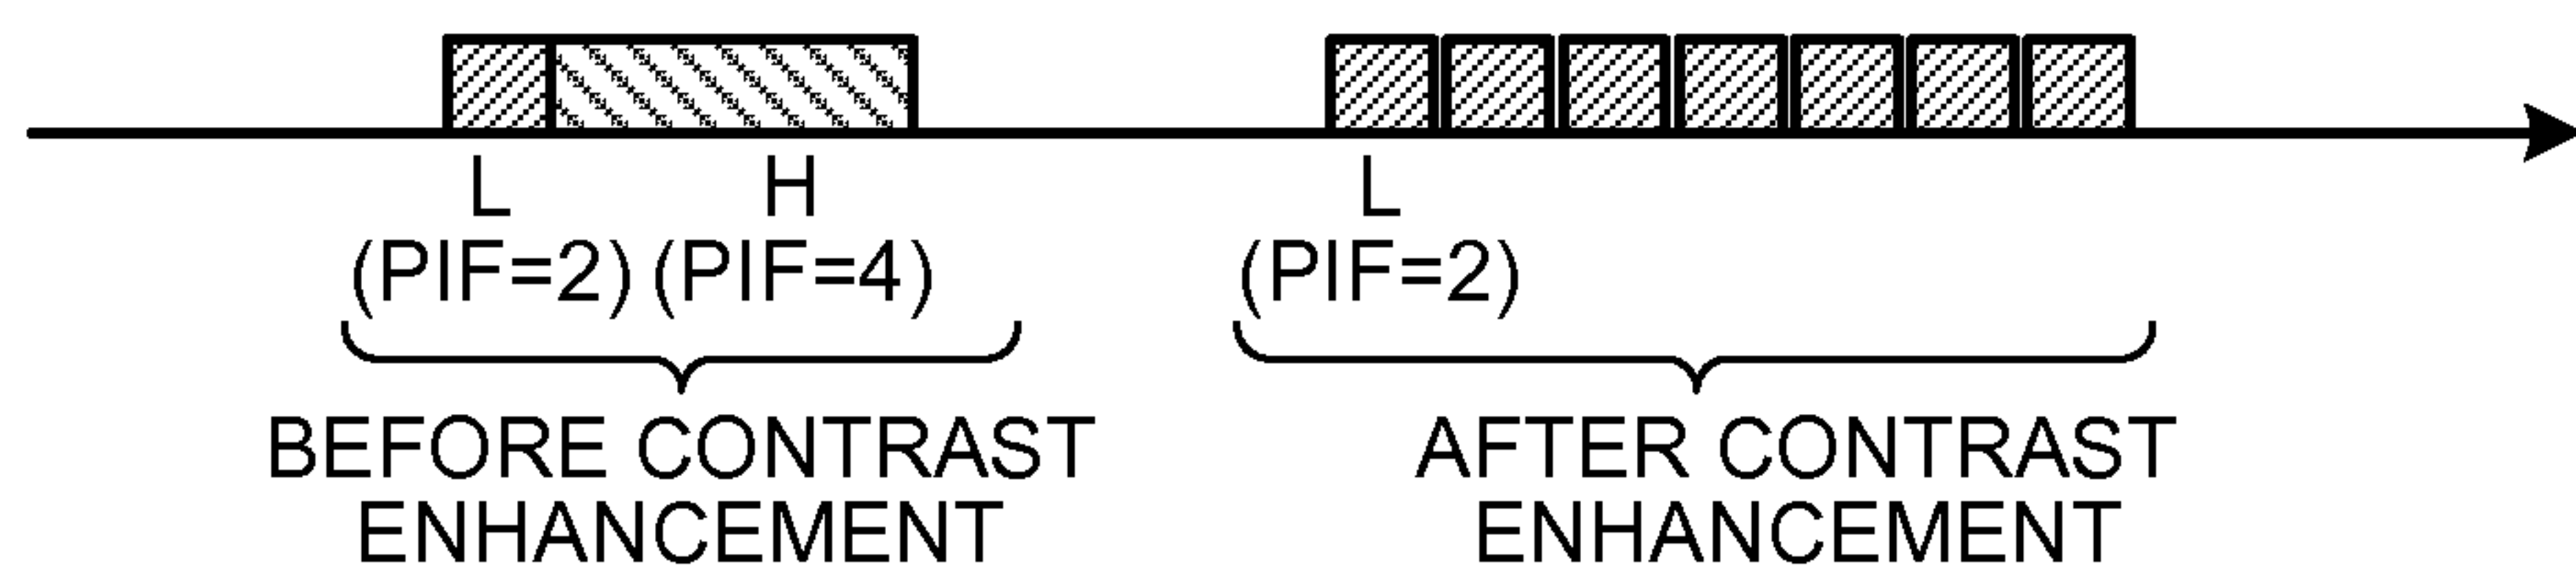 L H L
(PIF=2) (PIF=4) (PIF=2)
BEFORE CONTRAST
ENHANCEMENT
AFTER CONTRAST
ENHANCEMENT